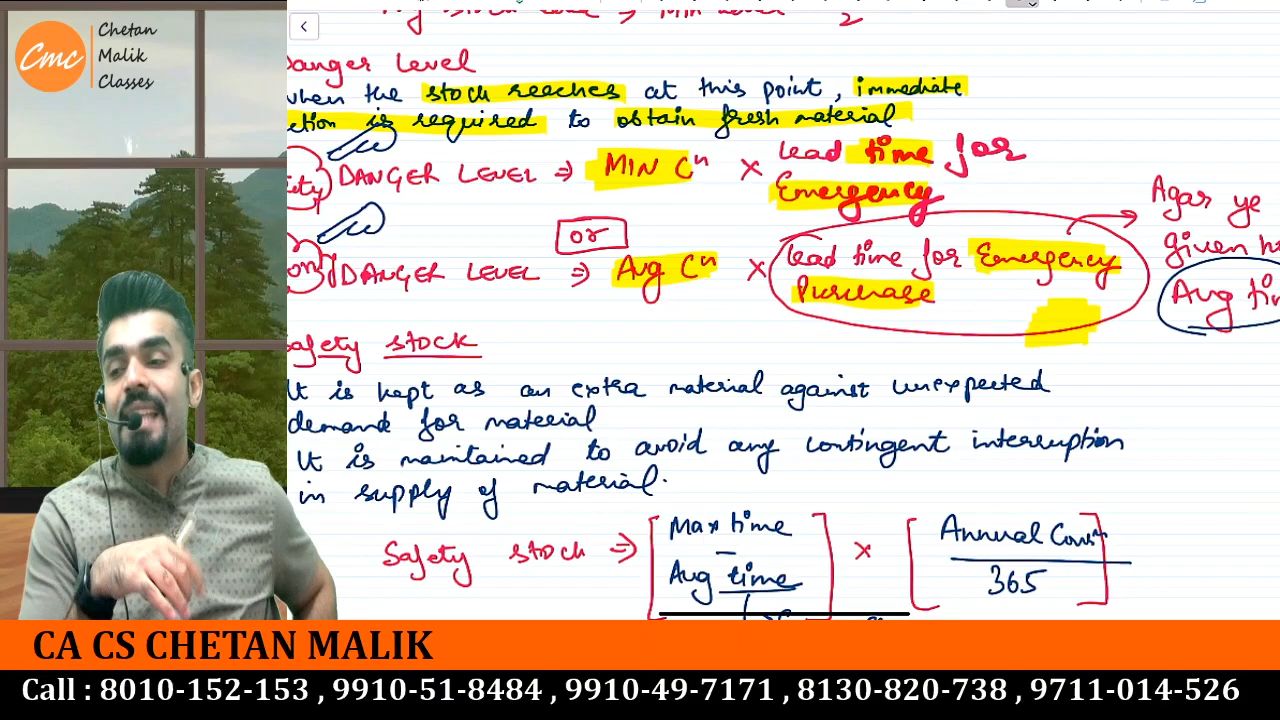 Cmc
Chetan
Malik
Classes
Danger Level
when the stock reaches at this point, immediate
ction is required to obtain fresh material
ity) DANGER LEVEL ⇒ MIN Cⁿ × Lead time for
Emergency
or
DANGER LEVEL ⇒ Avg Cⁿ × Lead time for Emergency
Purchase
Agar ye
given
Avg tim
Safety stock
It is kept as an extra material against unexpected
demand for material
It is maintained to avoid any contingent interruption
in supply of material.
Safety stock ⇒ [Max time - Avg time] × [Annual Consⁿ / 365]
CA CS CHETAN MALIK
Call : 8010-152-153 , 9910-51-8484 , 9910-49-7171 , 8130-820-738 , 9711-014-526